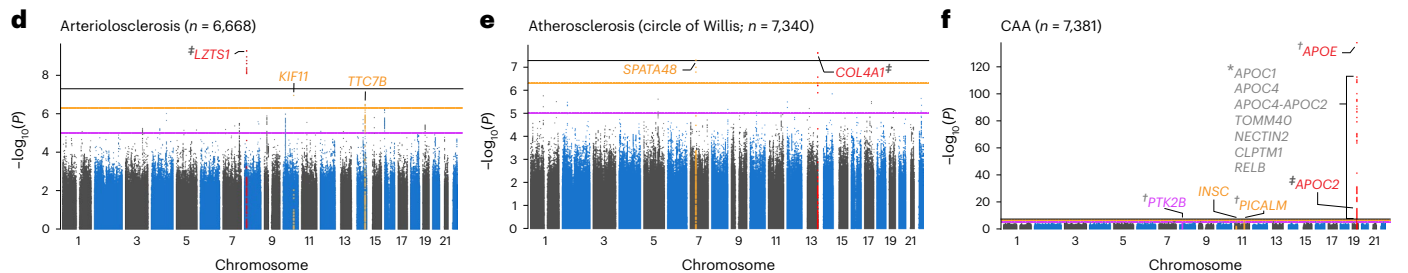 d
Arteriolosclerosis (n = 6,668)
−log10(P)
8
6
4
2
0
‡LZTS1
KIF11
TTC7B
1 3 5 7 9 11 13 15 17 19 21
Chromosome
e
Atherosclerosis (circle of Willis; n = 7,340)
−log10(P)
7
6
5
4
3
2
1
0
SPATA48
COL4A1‡
1 3 5 7 9 11 13 15 17 19 21
Chromosome
f
CAA (n = 7,381)
−log10(P)
120
100
80
60
40
20
0
†APOE
*APOC1
APOC4
APOC4-APOC2
TOMM40
NECTIN2
CLPTM1
RELB
‡APOC2
†PTK2B
INSC
†PICALM
1 3 5 7 9 11 13 15 17 19 21
Chromosome